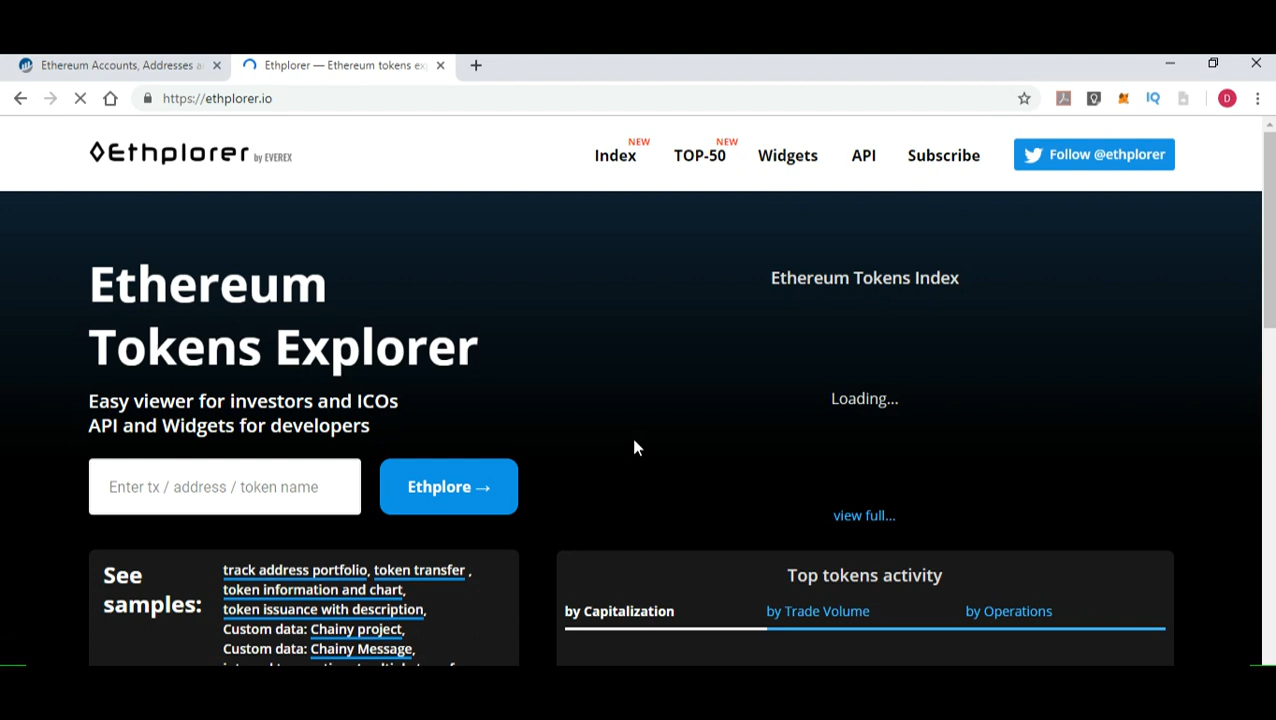 Ethereum Accounts, Addresses a
Ethplorer — Ethereum tokens exp
https://ethplorer.io
IQ
D
Ethplorer by EVEREX
Index NEW
TOP-50 NEW
Widgets
API
Subscribe
Follow @ethplorer
Ethereum
Tokens Explorer
Easy viewer for investors and ICOs
API and Widgets for developers
Enter tx / address / token name
Ethplore →
Ethereum Tokens Index
Loading...
view full...
See
samples:
track address portfolio, token transfer ,
token information and chart,
token issuance with description,
Custom data: Chainy project,
Custom data: Chainy Message,
Top tokens activity
by Capitalization
by Trade Volume
by Operations